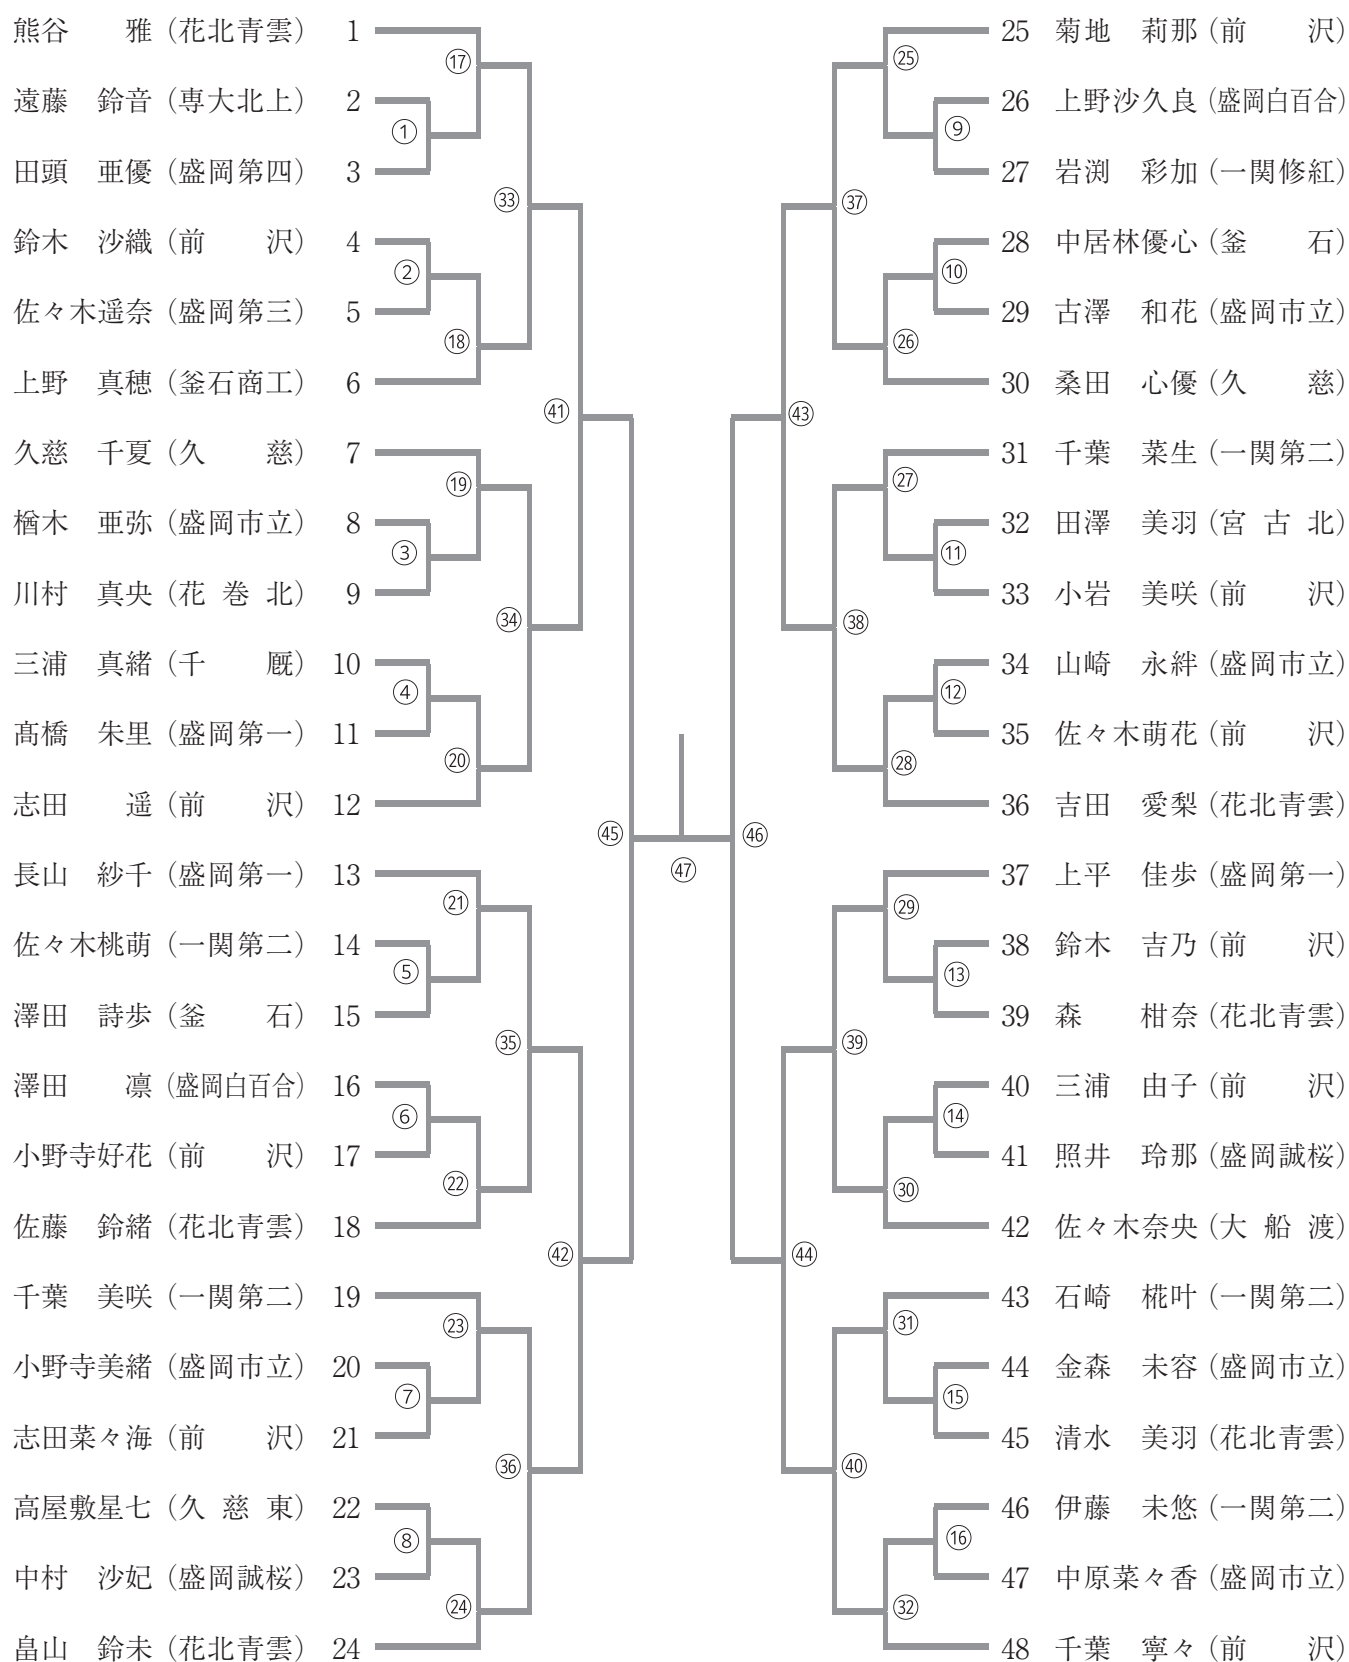 熊谷　　雅（花北青雲） 1
遠藤　鈴音（専大北上） 2
田頭　亜優（盛岡第四） 3
鈴木　沙織（前　　沢） 4
佐々木遥奈（盛岡第三） 5
上野　真穂（釜石商工） 6
久慈　千夏（久　　慈） 7
楢木　亜弥（盛岡市立） 8
川村　真央（花 巻 北） 9
三浦　真緒（千　　厩） 10
髙橋　朱里（盛岡第一） 11
志田　　遥（前　　沢） 12
長山　紗千（盛岡第一） 13
佐々木桃萌（一関第二） 14
澤田　詩歩（釜　　石） 15
澤田　　凛（盛岡白百合） 16
小野寺好花（前　　沢） 17
佐藤　鈴緒（花北青雲） 18
千葉　美咲（一関第二） 19
小野寺美緒（盛岡市立） 20
志田菜々海（前　　沢） 21
高屋敷星七（久 慈 東） 22
中村　沙妃（盛岡誠桜） 23
畠山　鈴未（花北青雲） 24
①
②
③
④
⑤
⑥
⑦
⑧
⑰
⑱
⑲
⑳
㉑
㉒
㉓
㉔
㉝
㉞
㉟
㊱
㊶
㊷
㊺
㊼
㊻
㊸
㊹
㊲
㊳
㊴
㊵
㉕
㉖
㉗
㉘
㉙
㉚
㉛
㉜
⑨
⑩
⑪
⑫
⑬
⑭
⑮
⑯
25 菊地　莉那（前　　沢）
26 上野沙久良（盛岡白百合）
27 岩渕　彩加（一関修紅）
28 中居林優心（釜　　石）
29 古澤　和花（盛岡市立）
30 桑田　心優（久　　慈）
31 千葉　菜生（一関第二）
32 田澤　美羽（宮 古 北）
33 小岩　美咲（前　　沢）
34 山崎　永絆（盛岡市立）
35 佐々木萌花（前　　沢）
36 吉田　愛梨（花北青雲）
37 上平　佳歩（盛岡第一）
38 鈴木　吉乃（前　　沢）
39 森　　柑奈（花北青雲）
40 三浦　由子（前　　沢）
41 照井　玲那（盛岡誠桜）
42 佐々木奈央（大 船 渡）
43 石崎　椛叶（一関第二）
44 金森　未容（盛岡市立）
45 清水　美羽（花北青雲）
46 伊藤　未悠（一関第二）
47 中原菜々香（盛岡市立）
48 千葉　寧々（前　　沢）